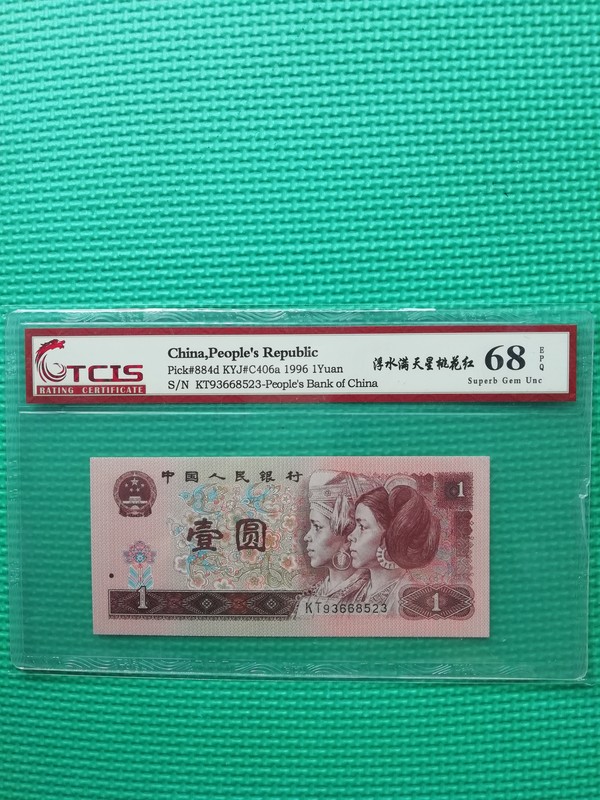 TCIS
RATING CERTIFICATE
China,People's Republic
Pick#884d KYJ#C406a 1996 1Yuan
S/N KT93668523-People's Bank of China
浮水满天星桃花红
68
EPQ
Superb Gem Unc
中国人民银行
1
壹圆
1
KT93668523
1